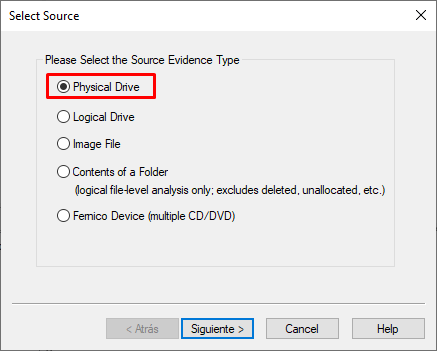 Select Source
Please Select the Source Evidence Type
Physical Drive
Logical Drive
Image File
Contents of a Folder
(logical file-level analysis only; excludes deleted, unallocated, etc.)
Fernico Device (multiple CD/DVD)
< Atrás
Siguiente >
Cancel
Help